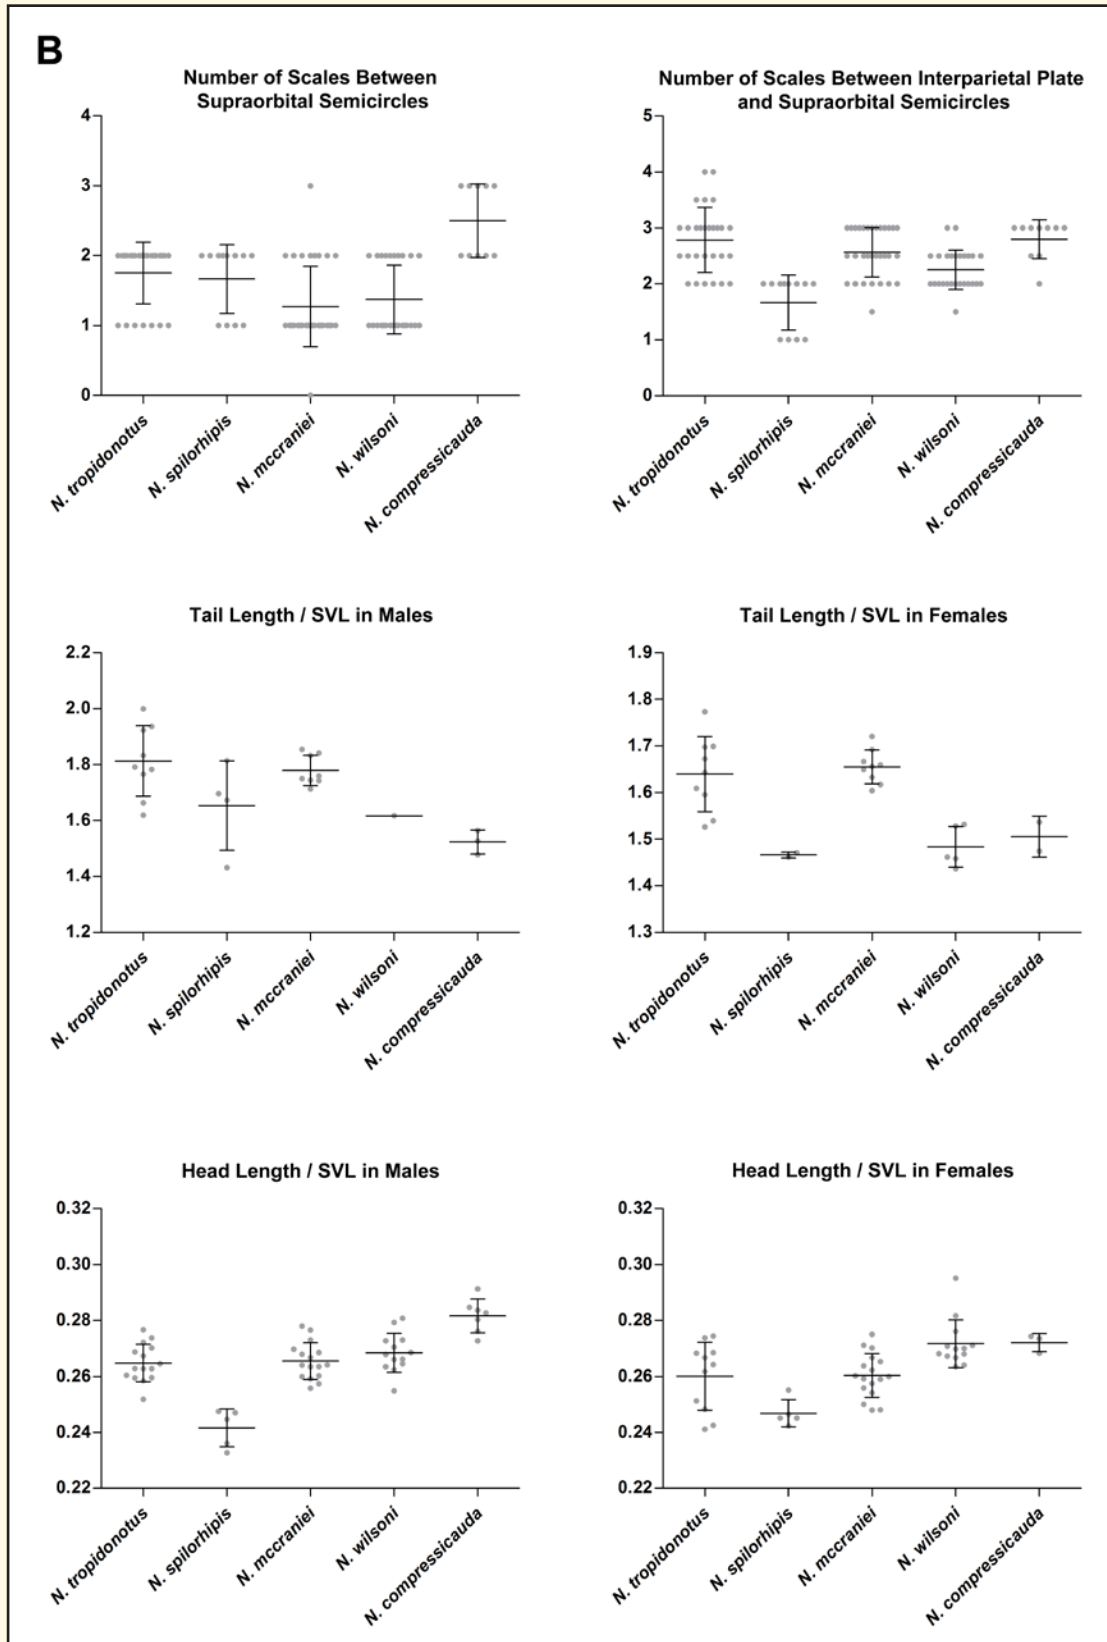 B
Number of Scales Between
Supraorbital Semicircles
4
3
2
1
0
N. tropidonotus
N. spilorhipis
N. mccraniei
N. wilsoni
N. compressicauda
Number of Scales Between Interparietal Plate
and Supraorbital Semicircles
5
4
3
2
1
0
N. tropidonotus
N. spilorhipis
N. mccraniei
N. wilsoni
N. compressicauda
Tail Length / SVL in Males
2.2
2.0
1.8
1.6
1.4
1.2
N. tropidonotus
N. spilorhipis
N. mccraniei
N. wilsoni
N. compressicauda
Tail Length / SVL in Females
1.9
1.8
1.7
1.6
1.5
1.4
1.3
N. tropidonotus
N. spilorhipis
N. mccraniei
N. wilsoni
N. compressicauda
Head Length / SVL in Males
0.32
0.30
0.28
0.26
0.24
0.22
N. tropidonotus
N. spilorhipis
N. mccraniei
N. wilsoni
N. compressicauda
Head Length / SVL in Females
0.32
0.30
0.28
0.26
0.24
0.22
N. tropidonotus
N. spilorhipis
N. mccraniei
N. wilsoni
N. compressicauda